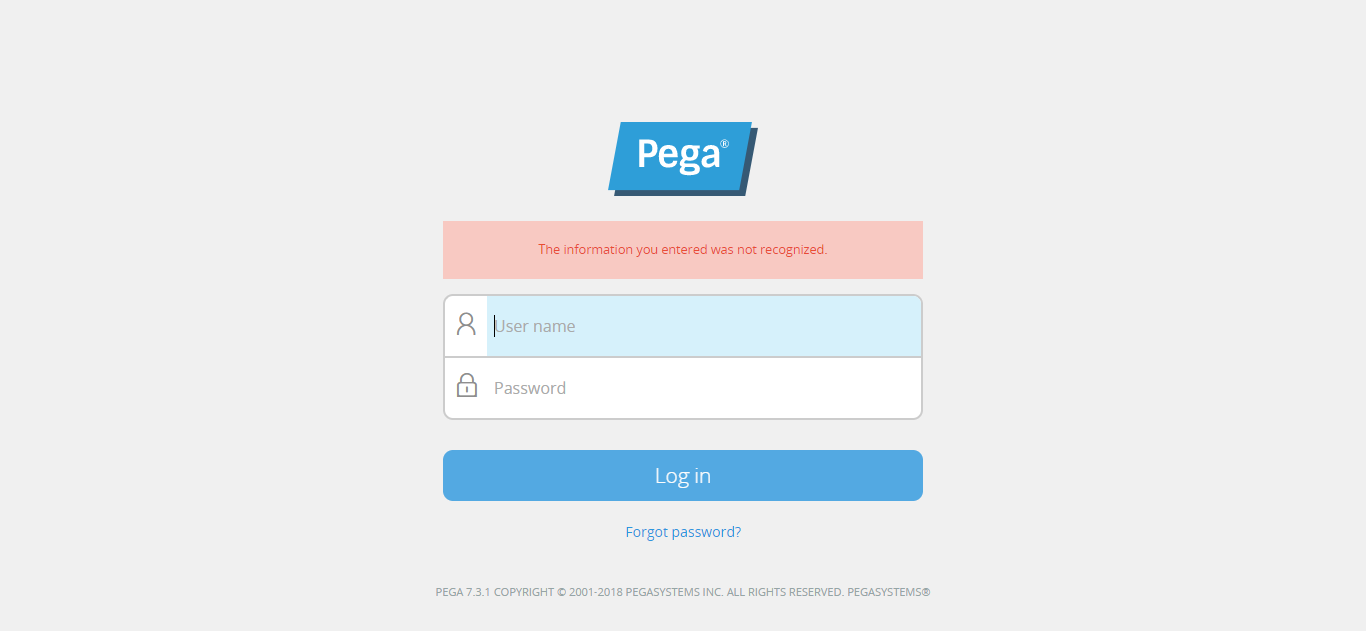 Pega®
The information you entered was not recognized.
User name
Password
Log in
Forgot password?
PEGA 7.3.1 COPYRIGHT © 2001-2018 PEGASYSTEMS INC. ALL RIGHTS RESERVED. PEGASYSTEMS®